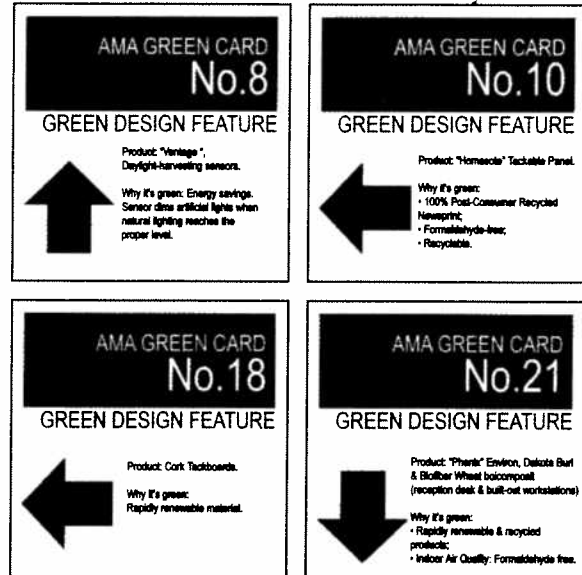 AMA GREEN CARD
No.8
GREEN DESIGN FEATURE
Product: "Vantage ",
Daylight-harvesting sensors.
Why it's green: Energy savings.
Sensor dims artificial lights when
natural lighting reaches the
proper level.
AMA GREEN CARD
No.10
GREEN DESIGN FEATURE
Product: "Homasote" Tackable Panel.
Why it's green:
• 100% Post-Consumer Recycled
Newsprint;
• Formaldehyde-free;
• Recyclable.
AMA GREEN CARD
No.18
GREEN DESIGN FEATURE
Product: Cork Tackboards.
Why it's green:
Rapidly renewable material.
AMA GREEN CARD
No.21
GREEN DESIGN FEATURE
Product: "Phenix" Environ, Dakota Burl
& Biofiber Wheat boicomposit
(reception desk & built-out workstations)
Why it's green:
• Rapidly renewable & recycled
products;
• Indoor Air Quality: Formaldehyde free.